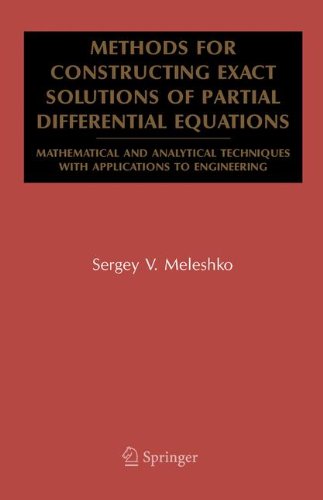 METHODS FOR
CONSTRUCTING EXACT
SOLUTIONS OF PARTIAL
DIFFERENTIAL EQUATIONS
MATHEMATICAL AND ANALYTICAL TECHNIQUES
WITH APPLICATIONS TO ENGINEERING
Sergey V. Meleshko
Springer